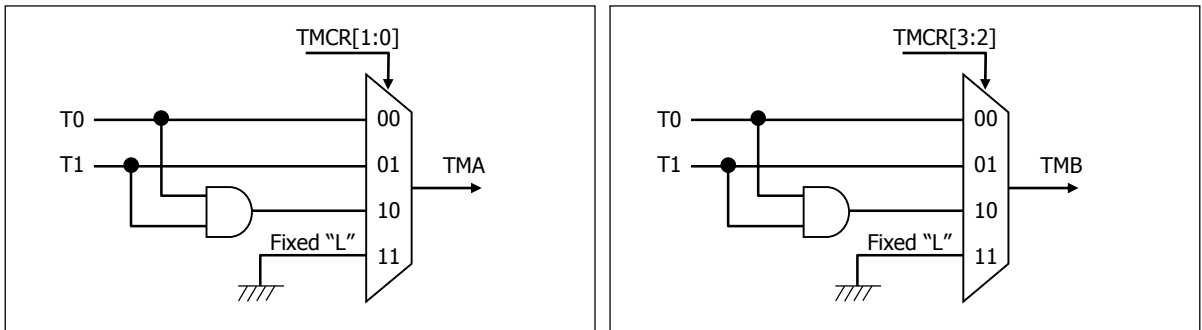 TMCR[1:0]
T0
00
T1
01
TMA
10
Fixed “L”
11
TMCR[3:2]
T0
00
T1
01
TMB
10
Fixed “L”
11